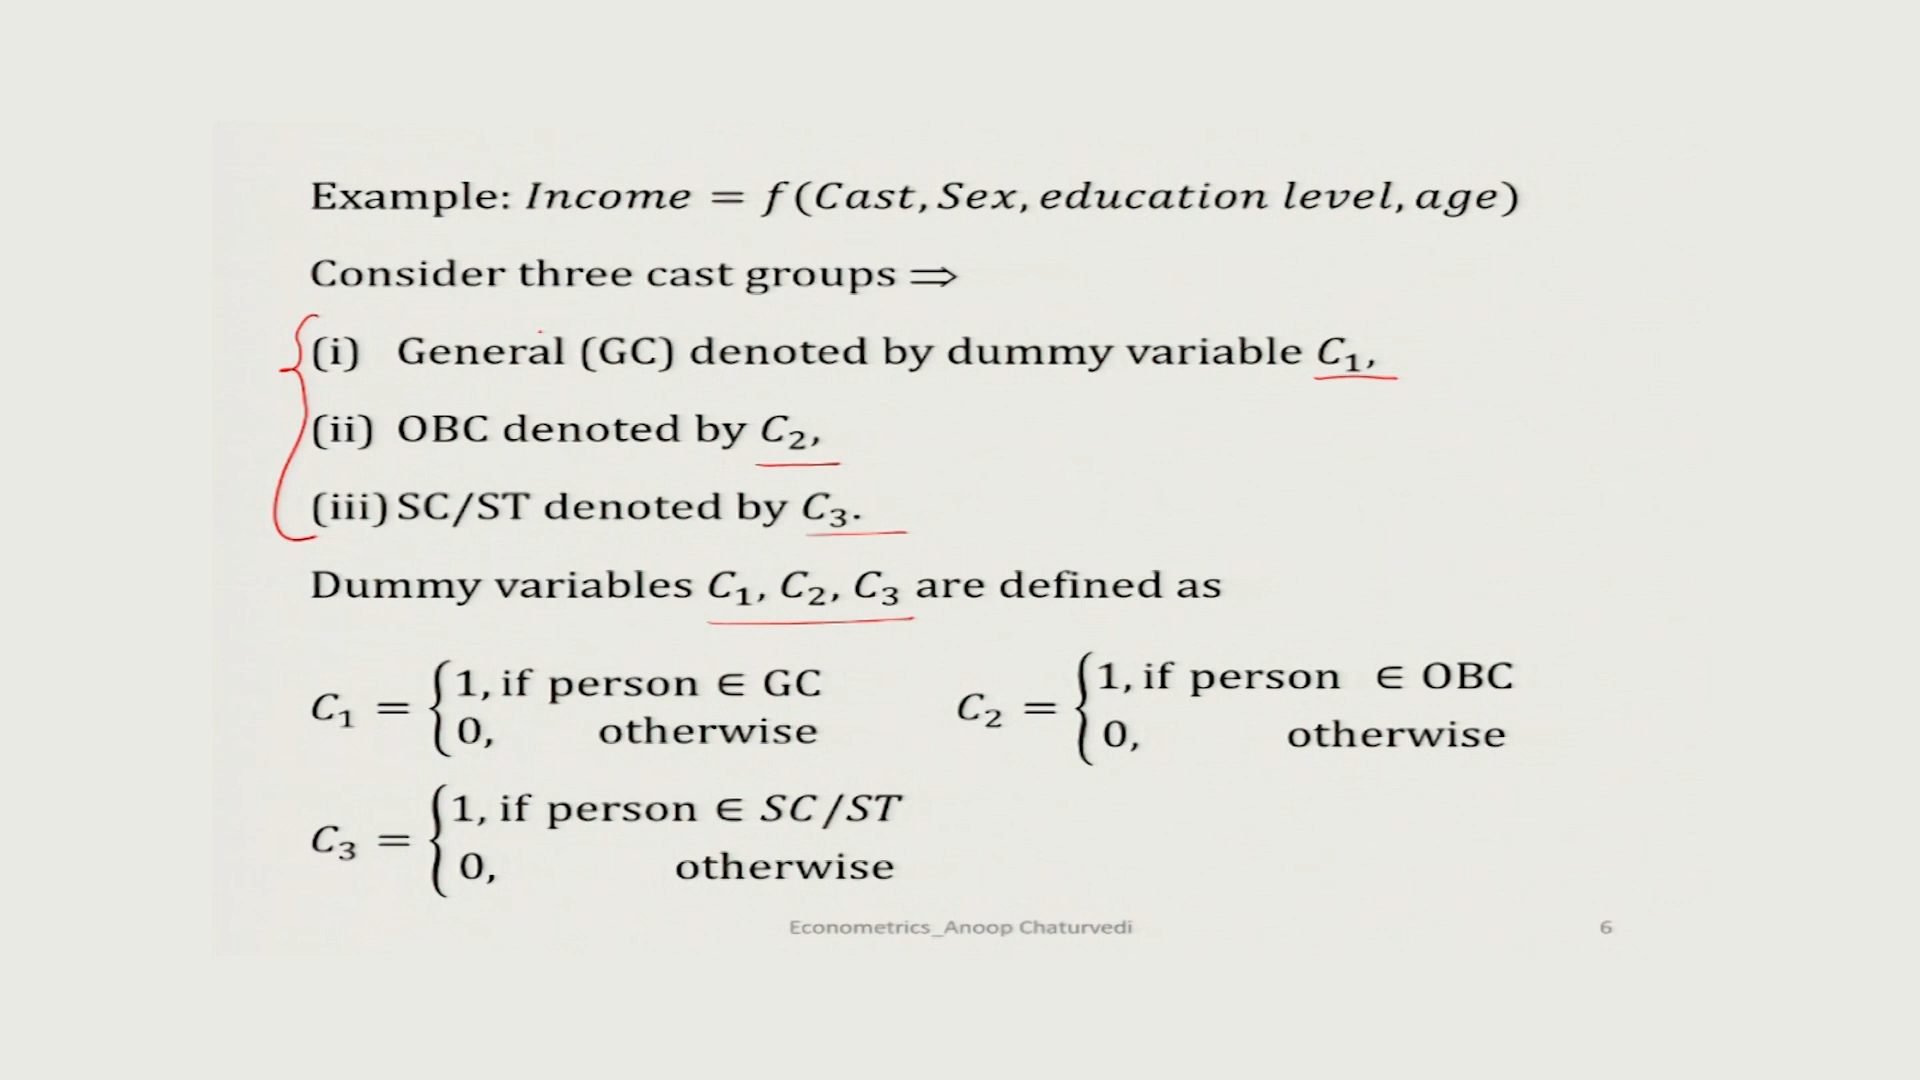 Example: Income = f(Cast, Sex, education level, age)
Consider three cast groups ⇒
(i) General (GC) denoted by dummy variable C₁,
(ii) OBC denoted by C₂,
(iii) SC/ST denoted by C₃.
Dummy variables C₁, C₂, C₃ are defined as
C₁ = {1, if person ∈ GC
0, otherwise
C₂ = {1, if person ∈ OBC
0, otherwise
C₃ = {1, if person ∈ SC/ST
0, otherwise
Econometrics_Anoop Chaturvedi 6